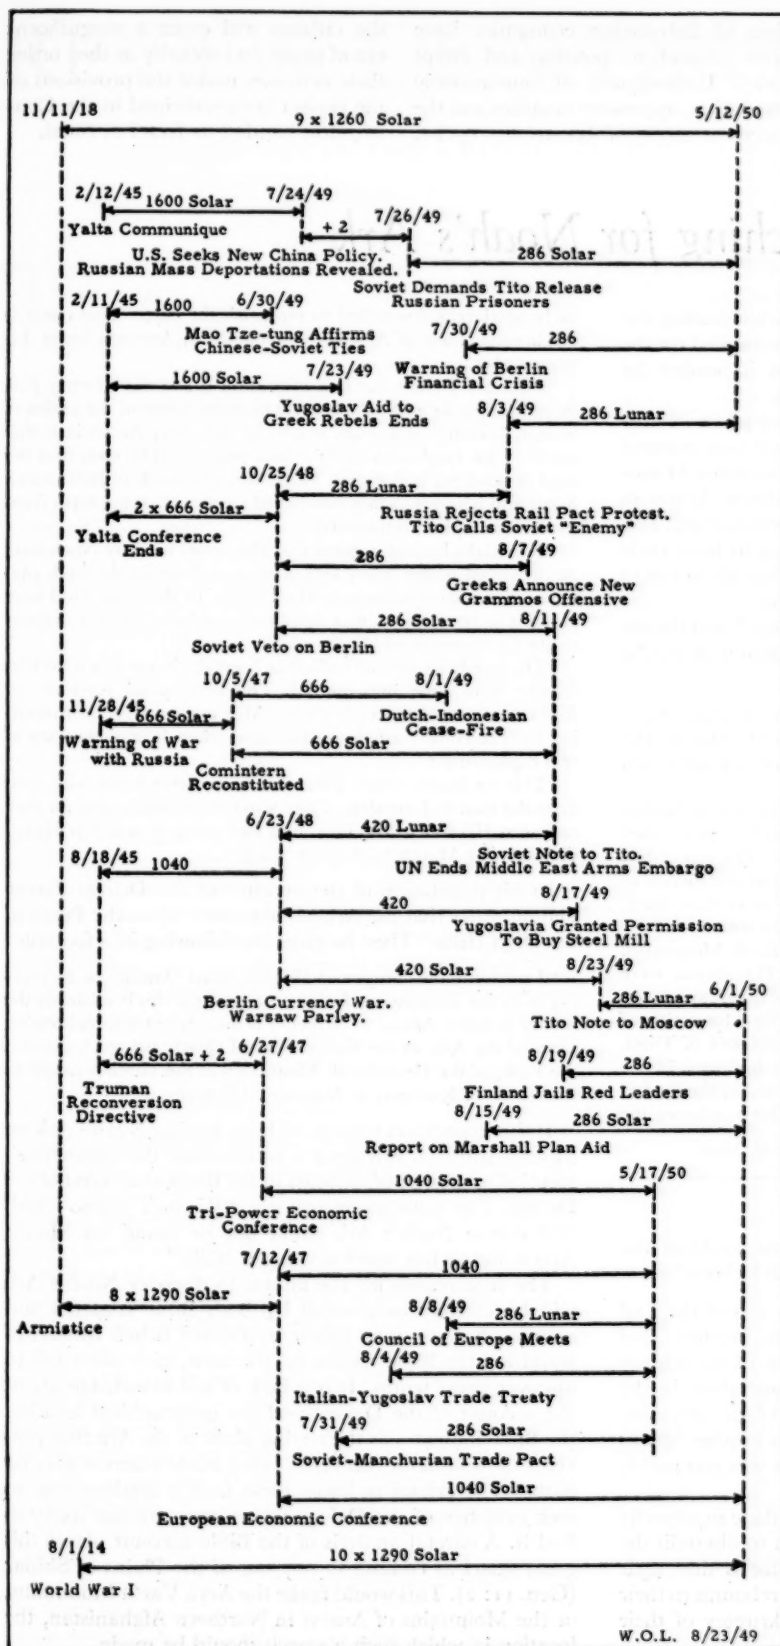 11/11/18 5/12/50
9 x 1260 Solar
2/12/45 7/24/49
1600 Solar
7/26/49
+ 2
Yalta Communique
286 Solar
U.S. Seeks New China Policy.
Russian Mass Deportations Revealed.
Soviet Demands Tito Release
Russian Prisoners
2/11/45 6/30/49
1600
Mao Tze-tung Affirms
Chinese-Soviet Ties
7/30/49
286
7/23/49
1600 Solar
Warning of Berlin
Financial Crisis
Yugoslav Aid to
Greek Rebels Ends
8/3/49
286 Lunar
10/25/48
286 Lunar
2 x 666 Solar
Russia Rejects Rail Pact Protest.
Tito Calls Soviet "Enemy"
Yalta Conference
Ends
286
8/7/49
Greeks Announce New
Grammos Offensive
286 Solar
8/11/49
Soviet Veto on Berlin
10/5/47 8/1/49
666
11/28/45
666 Solar
Dutch-Indonesian
Cease-Fire
Warning of War
with Russia
666 Solar
Comintern
Reconstituted
6/23/48
420 Lunar
8/18/45
1040
Soviet Note to Tito.
UN Ends Middle East Arms Embargo
420
8/17/49
Yugoslavia Granted Permission
To Buy Steel Mill
420 Solar
8/23/49
6/1/50
286 Lunar
Berlin Currency War.
Warsaw Parley.
Tito Note to Moscow
6/27/47
666 Solar + 2
8/19/49
286
Truman
Reconversion
Directive
Finland Jails Red Leaders
8/15/49
286 Solar
Report on Marshall Plan Aid
1040 Solar
5/17/50
Tri-Power Economic
Conference
7/12/47
1040
8 x 1290 Solar
Armistice
8/8/49
286 Lunar
Council of Europe Meets
8/4/49
286
Italian-Yugoslav Trade Treaty
7/31/49
286 Solar
Soviet-Manchurian Trade Pact
1040 Solar
European Economic Conference
8/1/14
10 x 1290 Solar
World War I
W.O.L. 8/23/49